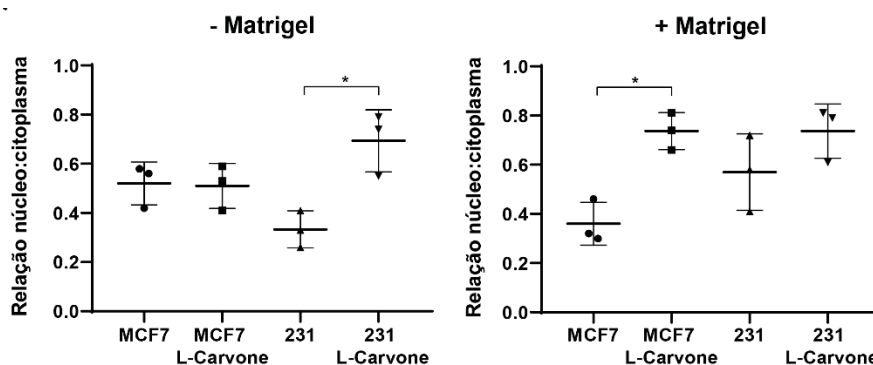 - Matrigel
Relação núcleo:citoplasma
1.0
0.8
0.6
0.4
0.2
0.0
*
MCF7
MCF7
L-Carvone
231
231
L-Carvone
+ Matrigel
Relação núcleo:citoplasma
1.0
0.8
0.6
0.4
0.2
0.0
*
MCF7
MCF7
L-Carvone
231
231
L-Carvone